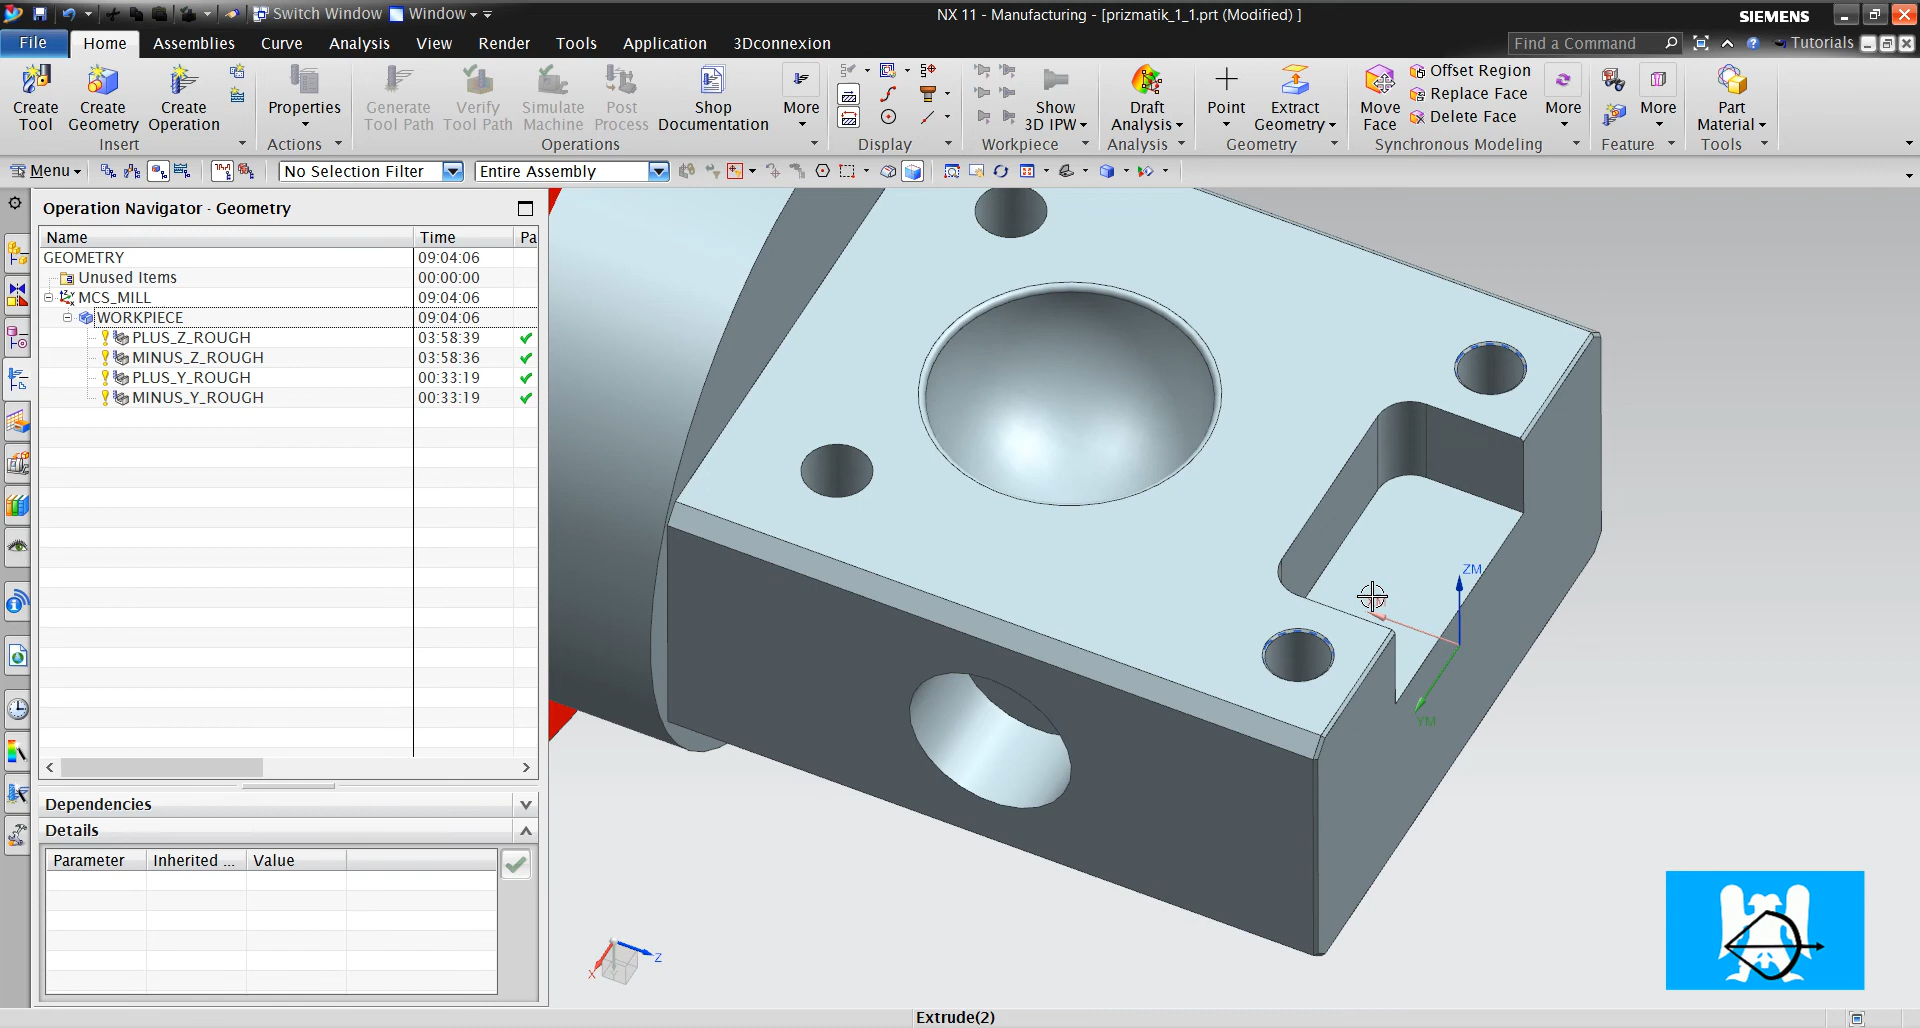 Switch Window Window NX 11 - Manufacturing - [prizmatik_1_1.prt (Modified) ] SIEMENS
File Home Assemblies Curve Analysis View Render Tools Application 3Dconnexion Find a Command Tutorials
Create Tool Create Geometry Create Operation Properties Generate Tool Path Verify Tool Path Simulate Machine Post Process Shop Documentation More Show 3D IPW Draft Analysis Point Extract Geometry Move Face Offset Region Replace Face Delete Face More More Part Material
Insert Actions Operations Display Workpiece Analysis Geometry Synchronous Modeling Feature Tools
Menu No Selection Filter Entire Assembly
Operation Navigator - Geometry
Name Time Pa
GEOMETRY 09:04:06
Unused Items 00:00:00
MCS_MILL 09:04:06
WORKPIECE 09:04:06
PLUS_Z_ROUGH 03:58:39
MINUS_Z_ROUGH 03:58:36
PLUS_Y_ROUGH 00:33:19
MINUS_Y_ROUGH 00:33:19
ZM
YM
Dependencies
Details
Parameter Inherited ... Value
X Z
Extrude(2)